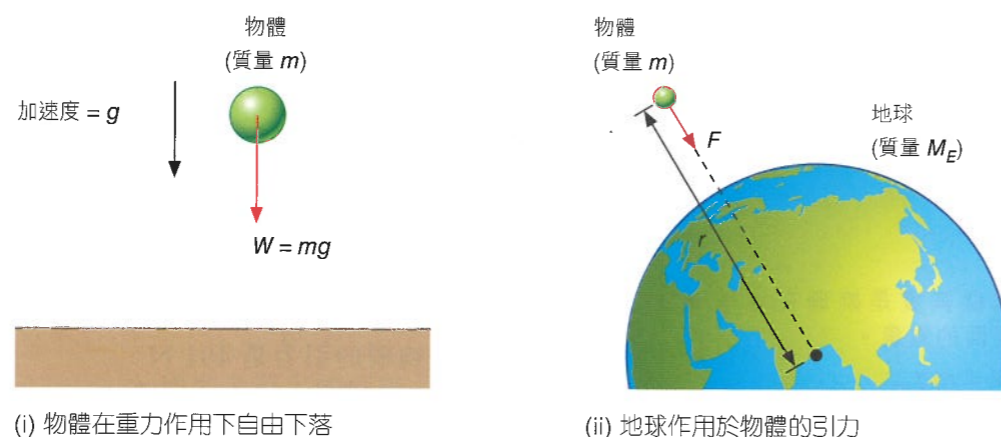 物體
(質量 m)
加速度 = g
W = mg
(i) 物體在重力作用下自由下落
物體
(質量 m)
F
地球
(質量 M_E)
r
(ii) 地球作用於物體的引力